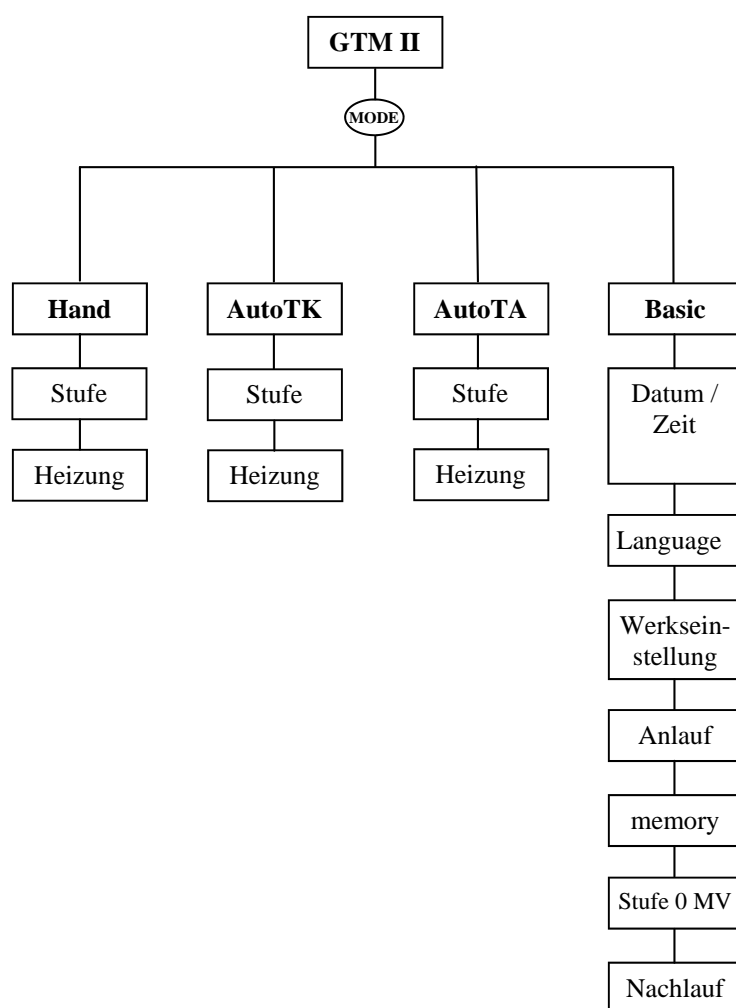 GTM II
MODE
Hand
AutoTK
AutoTA
Basic
Stufe
Stufe
Stufe
Datum /
Zeit
Heizung
Heizung
Heizung
Language
Werksein-
stellung
Anlauf
memory
Stufe 0 MV
Nachlauf